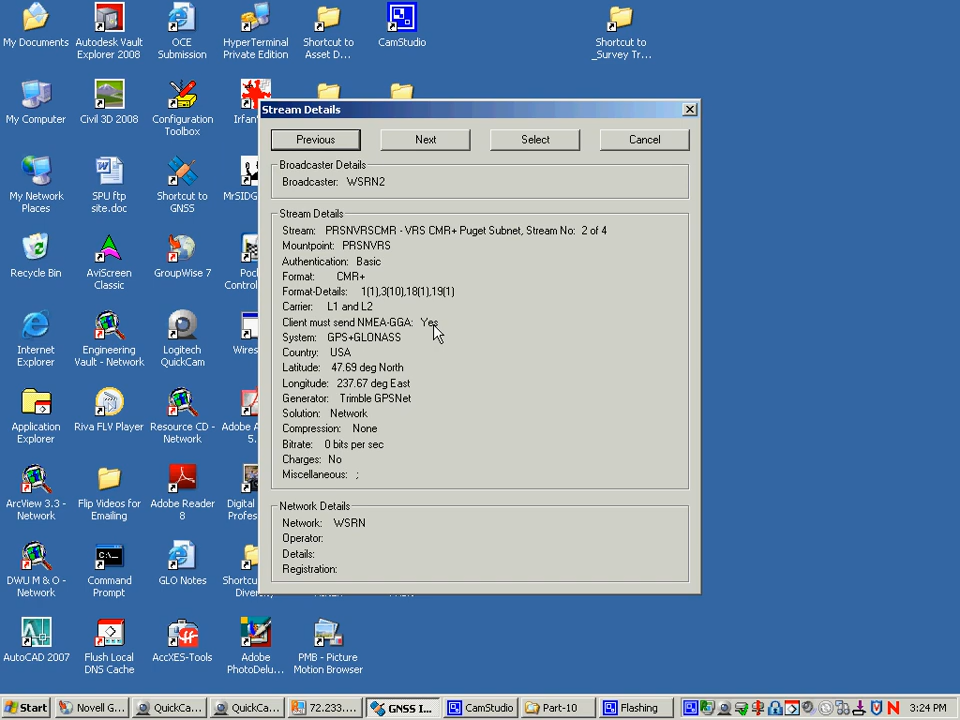 My Documents
Autodesk Vault Explorer 2008
OCE Submission
HyperTerminal Private Edition
Shortcut to Asset D...
CamStudio
Shortcut to _Survey Tr...
My Computer
Civil 3D 2008
Configuration Toolbox
My Network Places
SPU ftp site.doc
Shortcut to GNSS
Recycle Bin
AviScreen Classic
GroupWise 7
Internet Explorer
Engineering Vault - Network
Logitech QuickCam
Application Explorer
Riva FLV Player
Resource CD - Network
ArcView 3.3 - Network
Flip Videos for Emailing
Adobe Reader 8
DWU M & O - Network
Command Prompt
GLO Notes
AutoCAD 2007
Flush Local DNS Cache
AccXES-Tools
Adobe PhotoDelu...
PMB - Picture Motion Browser
Stream Details
Previous
Next
Select
Cancel
Broadcaster Details
Broadcaster: WSRN2
Stream Details
Stream: PRSNVRSCMR - VRS CMR+ Puget Subnet, Stream No: 2 of 4
Mountpoint: PRSNVRS
Authentication: Basic
Format: CMR+
Format-Details: 1(1),3(10),18(1),19(1)
Carrier: L1 and L2
Client must send NMEA-GGA: Yes
System: GPS+GLONASS
Country: USA
Latitude: 47.69 deg North
Longitude: 237.67 deg East
Generator: Trimble GPSNet
Solution: Network
Compression: None
Bitrate: 0 bits per sec
Charges: No
Miscellaneous: ;
Network Details
Network: WSRN
Operator:
Details:
Registration:
Start
Novell G...
QuickCa...
QuickCa...
72.233....
GNSS I...
CamStudio
Part-10
Flashing
3:24 PM